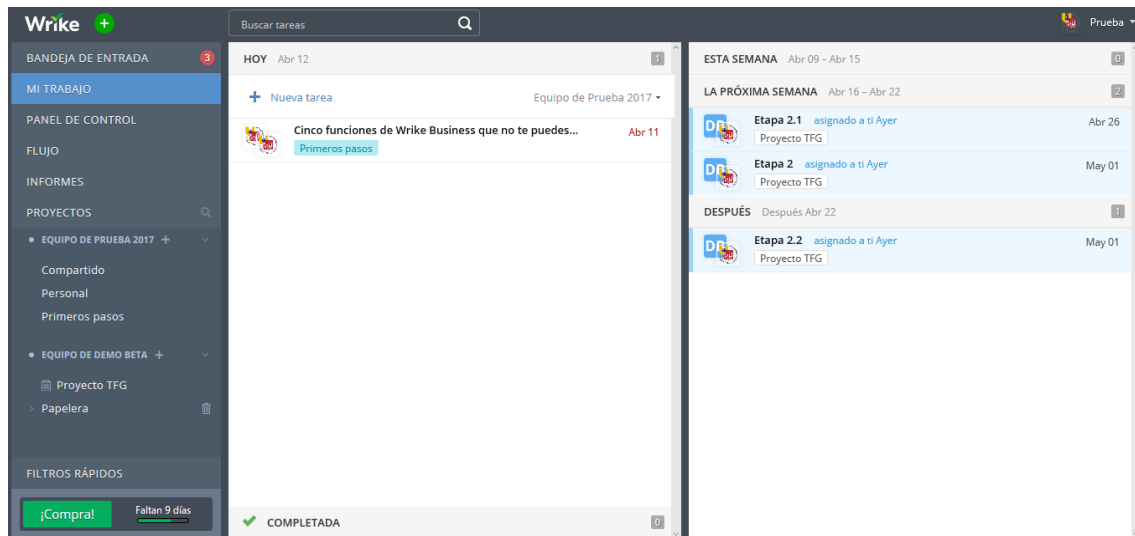 Wrike
Buscar tareas
Prueba
BANDEJA DE ENTRADA 3
MI TRABAJO
PANEL DE CONTROL
FLUJO
INFORMES
PROYECTOS
EQUIPO DE PRUEBA 2017
Compartido
Personal
Primeros pasos
EQUIPO DE DEMO BETA
Proyecto TFG
Papelera
FILTROS RÁPIDOS
¡Compra! Faltan 9 días
HOY Abr 12 1
+ Nueva tarea Equipo de Prueba 2017
Cinco funciones de Wrike Business que no te puedes... Abr 11
Primeros pasos
COMPLETADA 0
ESTA SEMANA Abr 09 – Abr 15 0
LA PRÓXIMA SEMANA Abr 16 – Abr 22 2
Etapa 2.1 asignado a ti Ayer Abr 26
Proyecto TFG
Etapa 2 asignado a ti Ayer May 01
Proyecto TFG
DESPUÉS Después Abr 22 1
Etapa 2.2 asignado a ti Ayer May 01
Proyecto TFG